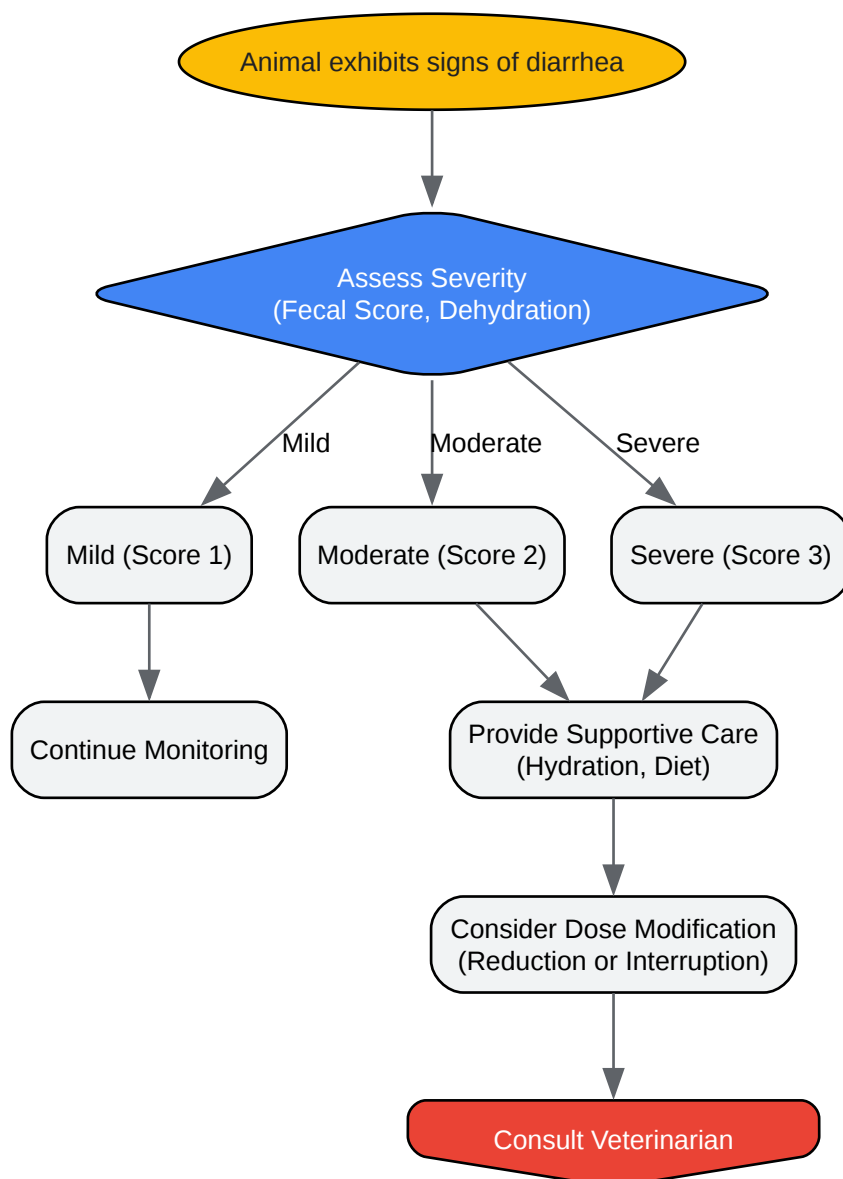 Animal exhibits signs of diarrhea
Assess Severity
(Fecal Score, Dehydration)
Mild
Moderate
Severe
Mild (Score 1)
Moderate (Score 2)
Severe (Score 3)
Continue Monitoring
Provide Supportive Care
(Hydration, Diet)
Consider Dose Modification
(Reduction or Interruption)
Consult Veterinarian